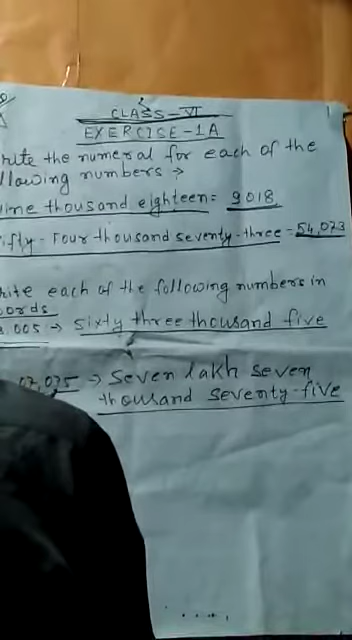 CLASS-VI
EXERCISE-1A
rite the numeral for each of the
llowing numbers →
ine thousand eighteen = 9018
ifty-Four thousand seventy-three = 54,073
rite each of the following numbers in
ords
3,005 → sixty three thousand five
07,075 → Seven lakh seven
thousand seventy-five